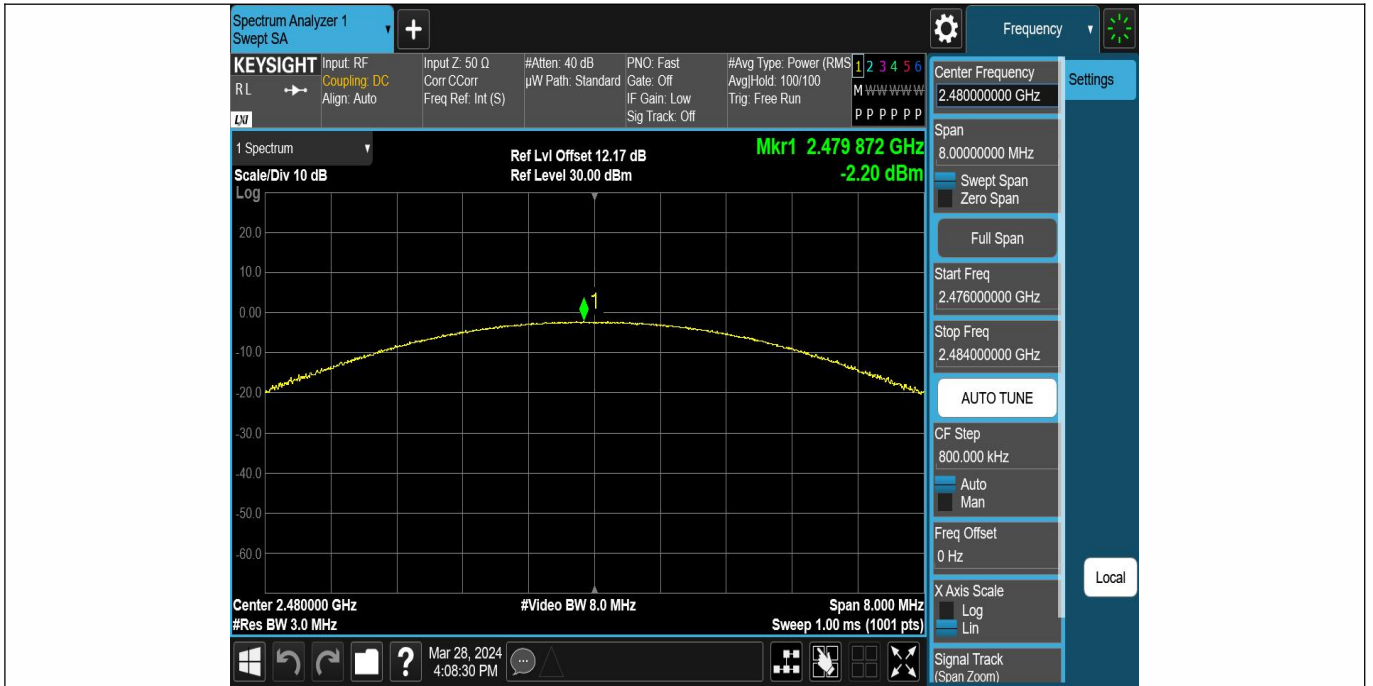 Spectrum Analyzer 1
Swept SA
Frequency
KEYSIGHT
R L
LXI
Input: RF
Coupling: DC
Align: Auto
Input Z: 50 Ω
Corr CCorr
Freq Ref: Int (S)
#Atten: 40 dB
µW Path: Standard
PNO: Fast
Gate: Off
IF Gain: Low
Sig Track: Off
#Avg Type: Power (RMS
Avg|Hold: 100/100
Trig: Free Run
1 2 3 4 5 6
M W W W W W
P P P P P P
1 Spectrum
Scale/Div 10 dB
Log
Ref Lvl Offset 12.17 dB
Ref Level 30.00 dBm
Mkr1 2.479 872 GHz
-2.20 dBm
20.0
10.0
0.00
-10.0
-20.0
-30.0
-40.0
-50.0
-60.0
1
Center 2.480000 GHz
#Res BW 3.0 MHz
#Video BW 8.0 MHz
Span 8.000 MHz
Sweep 1.00 ms (1001 pts)
Center Frequency
2.480000000 GHz
Settings
Span
8.00000000 MHz
Swept Span
Zero Span
Full Span
Start Freq
2.476000000 GHz
Stop Freq
2.484000000 GHz
AUTO TUNE
CF Step
800.000 kHz
Auto
Man
Freq Offset
0 Hz
X Axis Scale
Log
Lin
Signal Track
(Span Zoom)
Local
?
Mar 28, 2024
4:08:30 PM